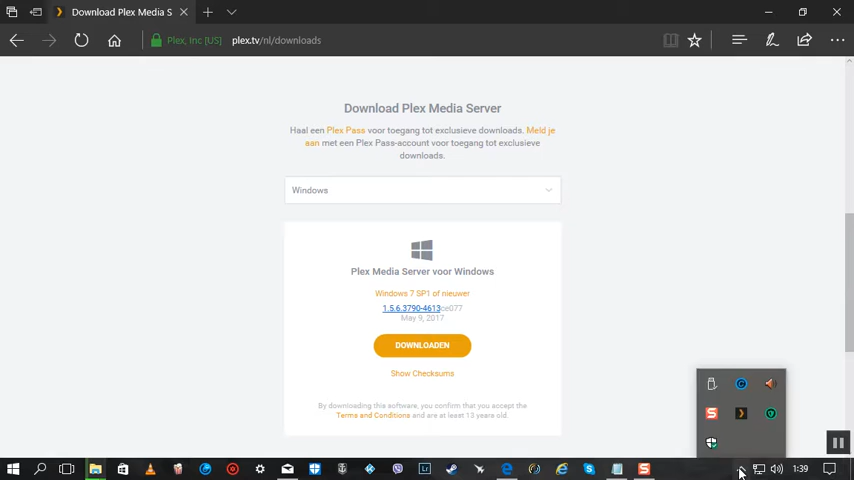 Download Plex Media S
Plex, Inc [US]
plex.tv/nl/downloads
Download Plex Media Server
Haal een Plex Pass voor toegang tot exclusieve downloads. Meld je
aan met een Plex Pass-account voor toegang tot exclusieve
downloads.
Windows
Plex Media Server voor Windows
Windows 7 SP1 of nieuwer
1.5.6.3790-4613ce077
May 9, 2017
DOWNLOADEN
Show Checksums
By downloading this software, you confirm that you accept the
Terms and Conditions and are at least 13 years old.
1:39